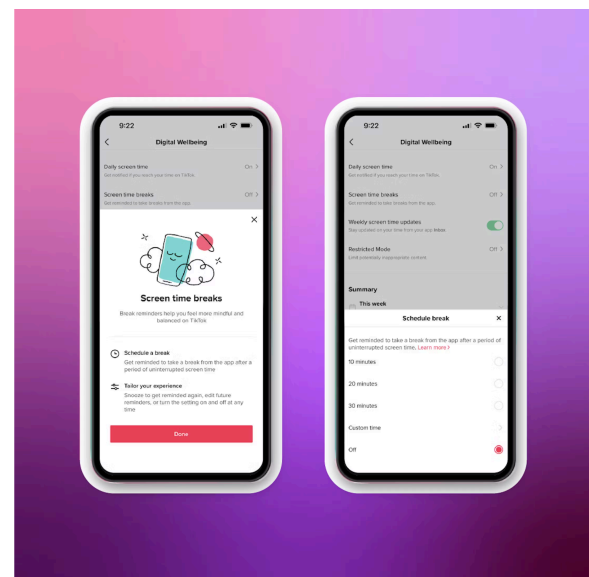 9:22
Digital Wellbeing
Daily screen time
On
Get notified if you reach your time on TikTok.
Screen time breaks
Off
Get reminded to take breaks from the app
Screen time breaks
Break reminders help you feel more mindful and
balanced on TikTok
Schedule a break
Get reminded to take a break from the app after a
period of uninterrupted screen time
Tailor your experience
Snooze to get reminded again, edit future
reminders, or turn the setting on and off at any
time
Done
9:22
Digital Wellbeing
Daily screen time
On
Get notified if you reach your time on TikTok.
Screen time breaks
Off
Get reminded to take breaks from the app
Weekly screen time updates
Stay updated on your time from your app Inbox.
Restricted Mode
Off
Limit potentially inappropriate content
Summary
This week
Schedule break
Get reminded to take a break from the app after a period of
uninterrupted screen time, Learn more
10 minutes
20 minutes
30 minutes
Custom time
Off